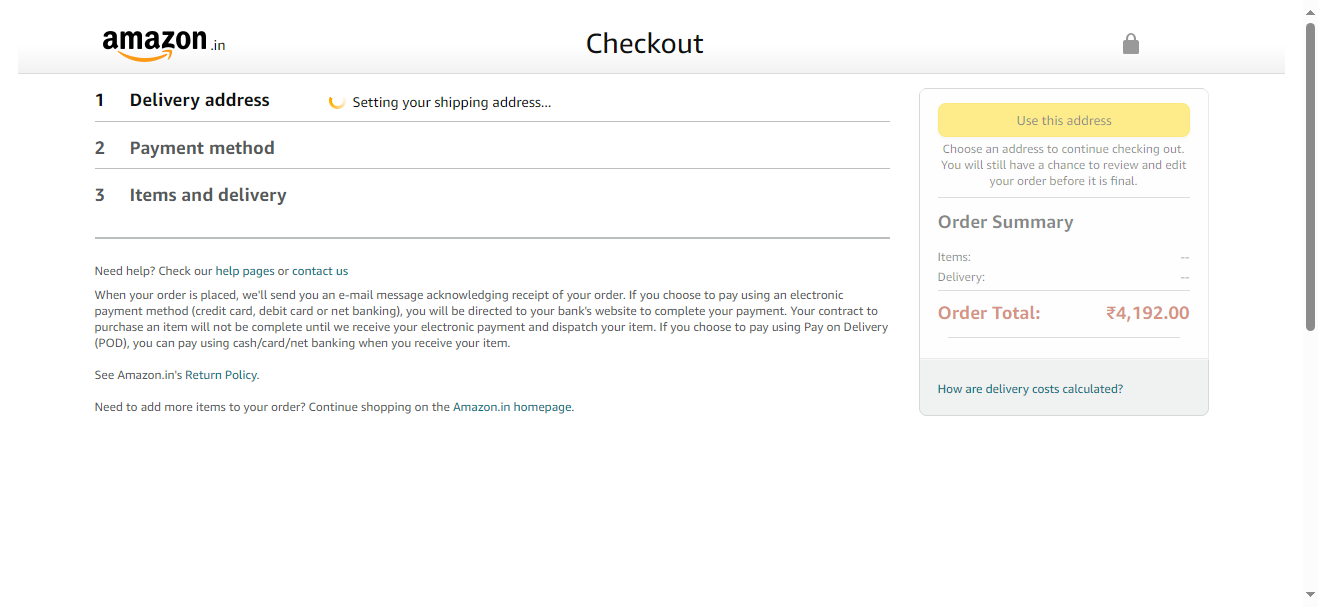 amazon.in
Checkout
1 Delivery address Setting your shipping address...
2 Payment method
3 Items and delivery
Need help? Check our help pages or contact us
When your order is placed, we'll send you an e-mail message acknowledging receipt of your order. If you choose to pay using an electronic
payment method (credit card, debit card or net banking), you will be directed to your bank's website to complete your payment. Your contract to
purchase an item will not be complete until we receive your electronic payment and dispatch your item. If you choose to pay using Pay on Delivery
(POD), you can pay using cash/card/net banking when you receive your item.
See Amazon.in's Return Policy.
Need to add more items to your order? Continue shopping on the Amazon.in homepage.
Use this address
Choose an address to continue checking out.
You will still have a chance to review and edit
your order before it is final.
Order Summary
Items: --
Delivery: --
Order Total: ₹4,192.00
How are delivery costs calculated?